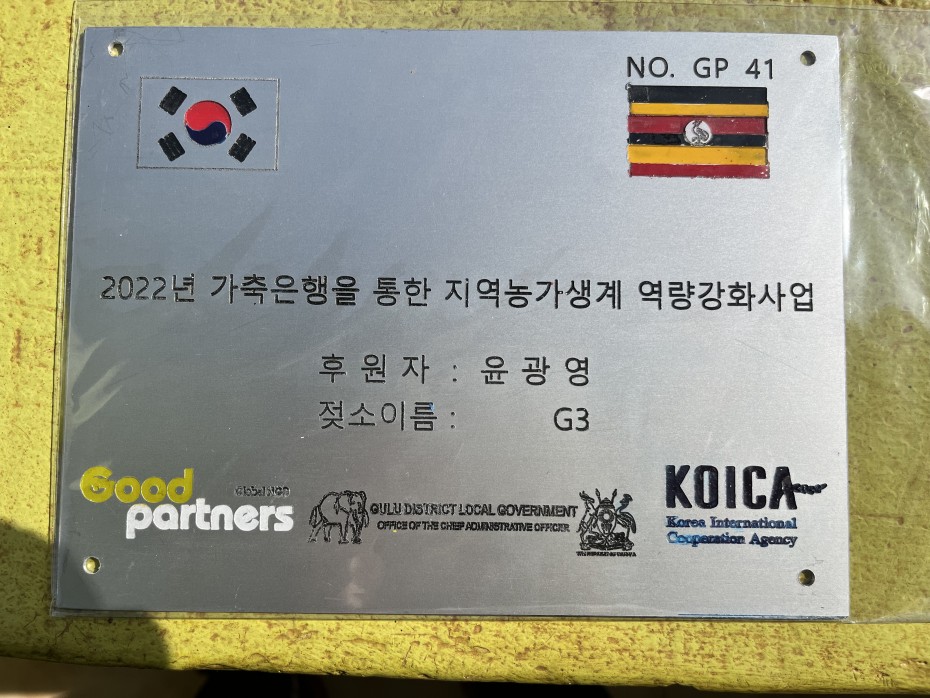 NO. GP 41
2022년 가축은행을 통한 지역농가생계 역량강화사업
후원자 : 윤광영
젖소이름 : G3
Good Global NGO
partners
GULU DISTRICT LOCAL GOVERNMENT
OFFICE OF THE CHIEF ADMINISTRATIVE OFFICER
KOICA
Korea International
Cooperation Agency